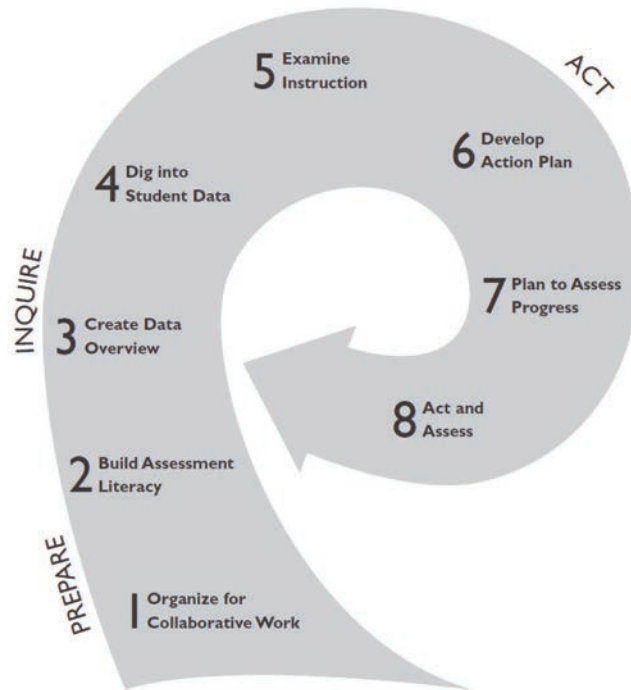 PREPARE
1 Organize for
Collaborative Work
2 Build Assessment
Literacy
INQUIRE
3 Create Data
Overview
4 Dig into
Student Data
5 Examine
Instruction
ACT
6 Develop
Action Plan
7 Plan to Assess
Progress
8 Act and
Assess